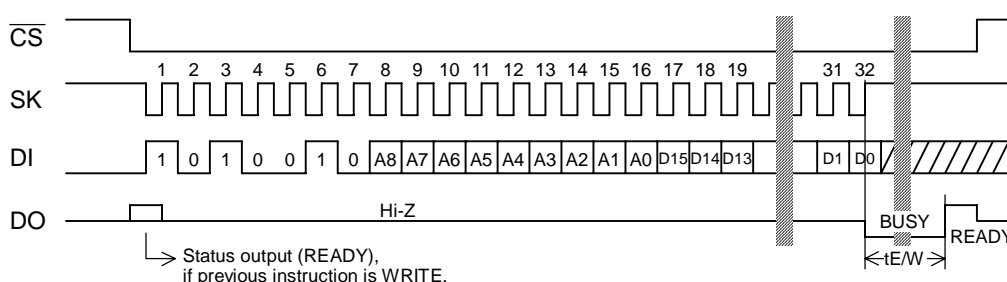 CS
1 2 3 4 5 6 7 8 9 10 11 12 13 14 15 16 17 18 19 31 32
SK
DI 1 0 1 0 0 1 0 A8 A7 A6 A5 A4 A3 A2 A1 A0 D15 D14 D13 D1 D0
DO Hi-Z BUSY READY
Status output (READY), tE/W
if previous instruction is WRITE.